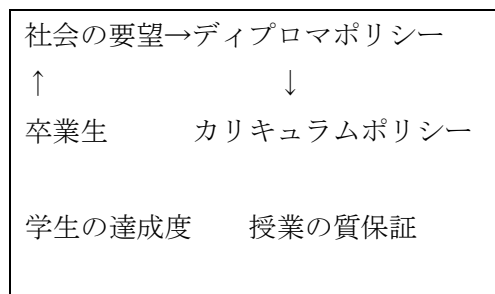 社会の要望→ディプロマポリシー
↑ ↓
卒業生 カリキュラムポリシー
学生の達成度 授業の質保証